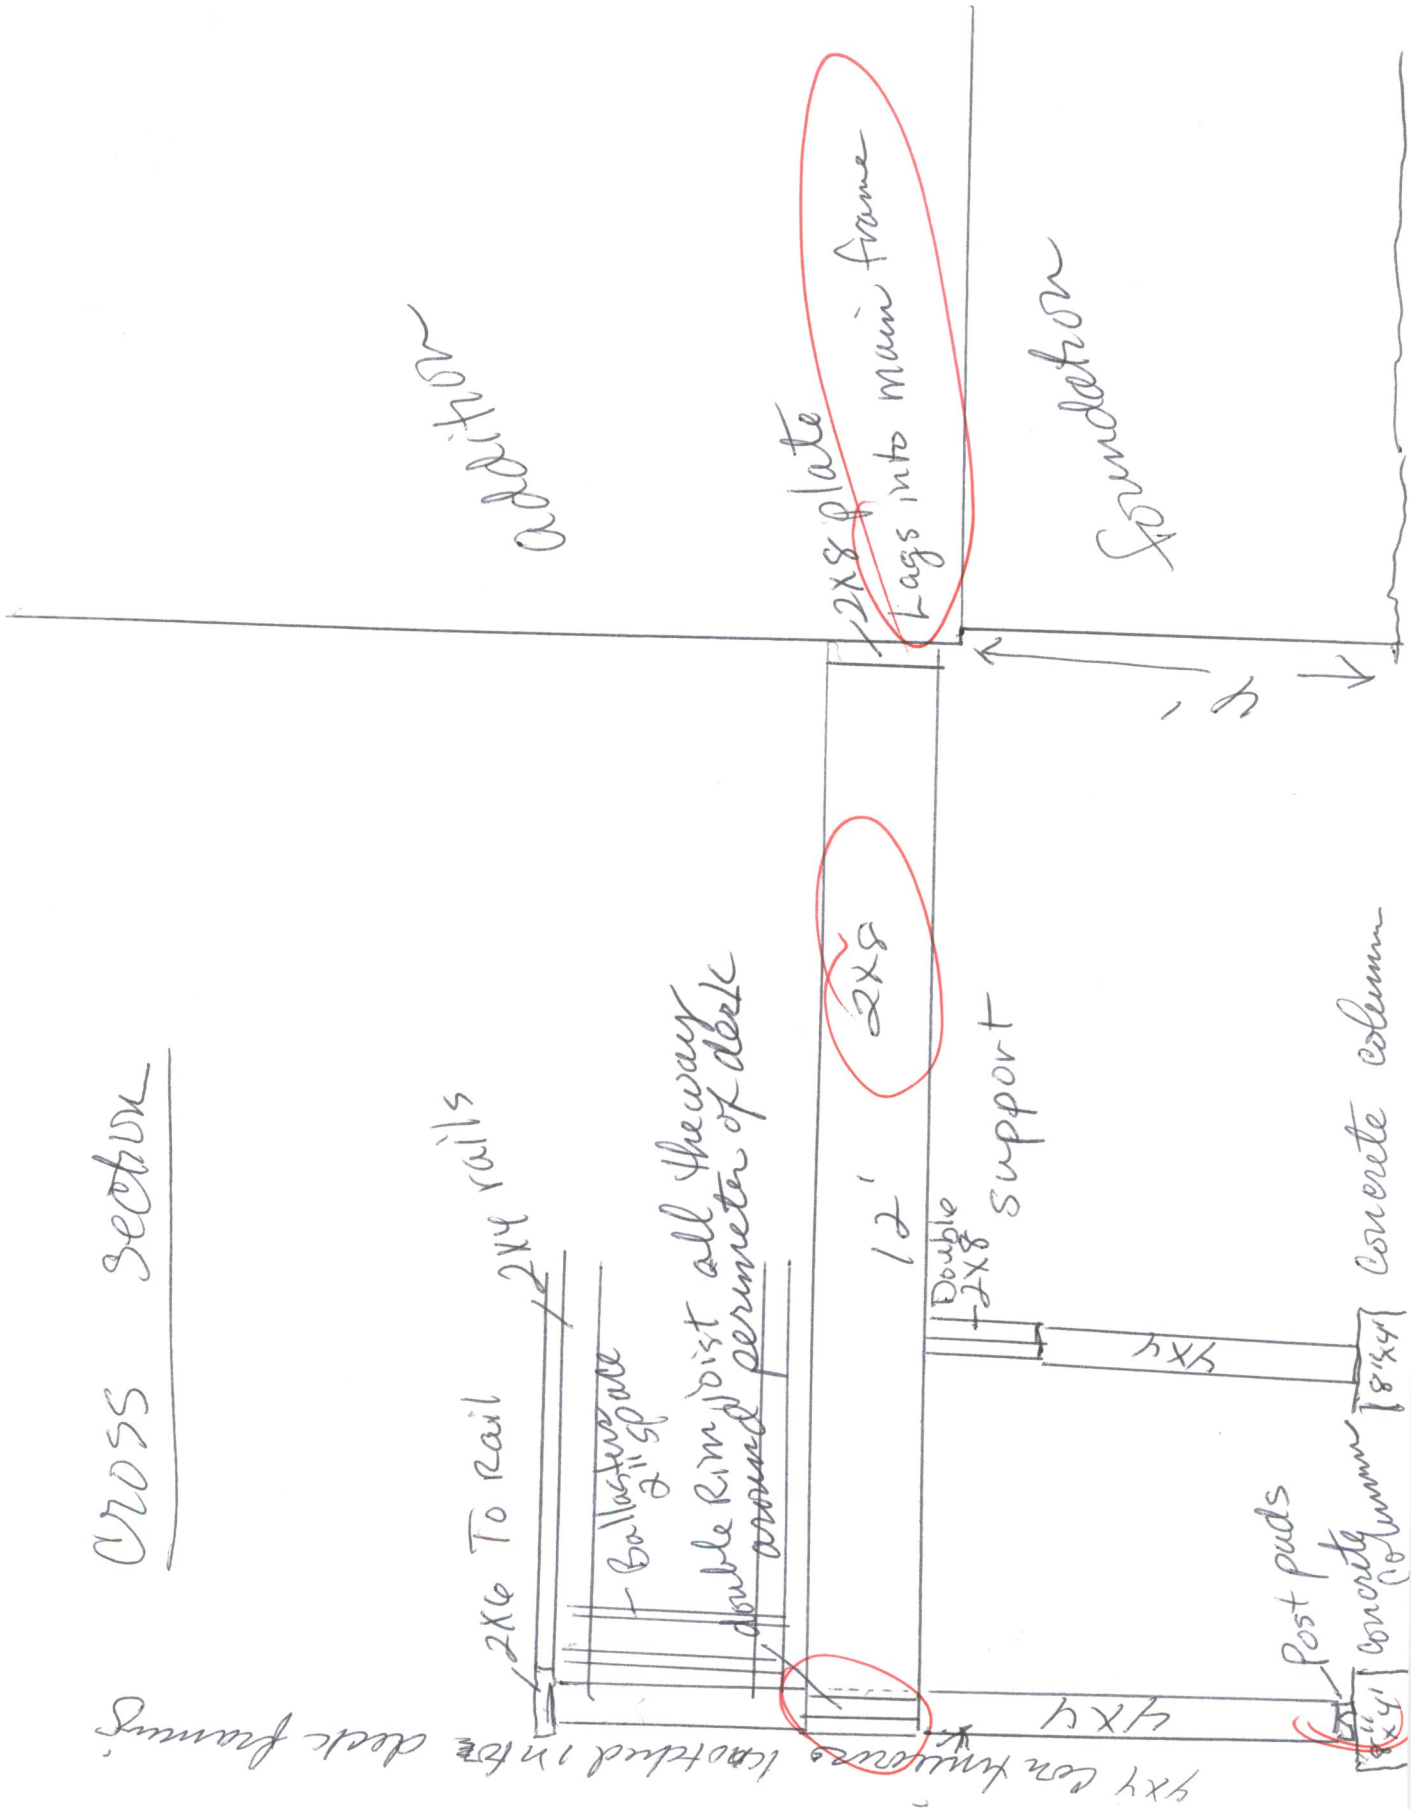 Cross Section
addition
2X6 To Rail
2X4 rails
- Ballasters
2" space
double Rim joist all the way
around perimeter of deck
2X8 plate
Lags into main frame
12'
2X8
Double
2X8
support
foundation
4'
4X4
4X4
Post pads
8"x4'
concrete
column
8"x4'
Concrete column
4X4 continuous knotched into deck framing